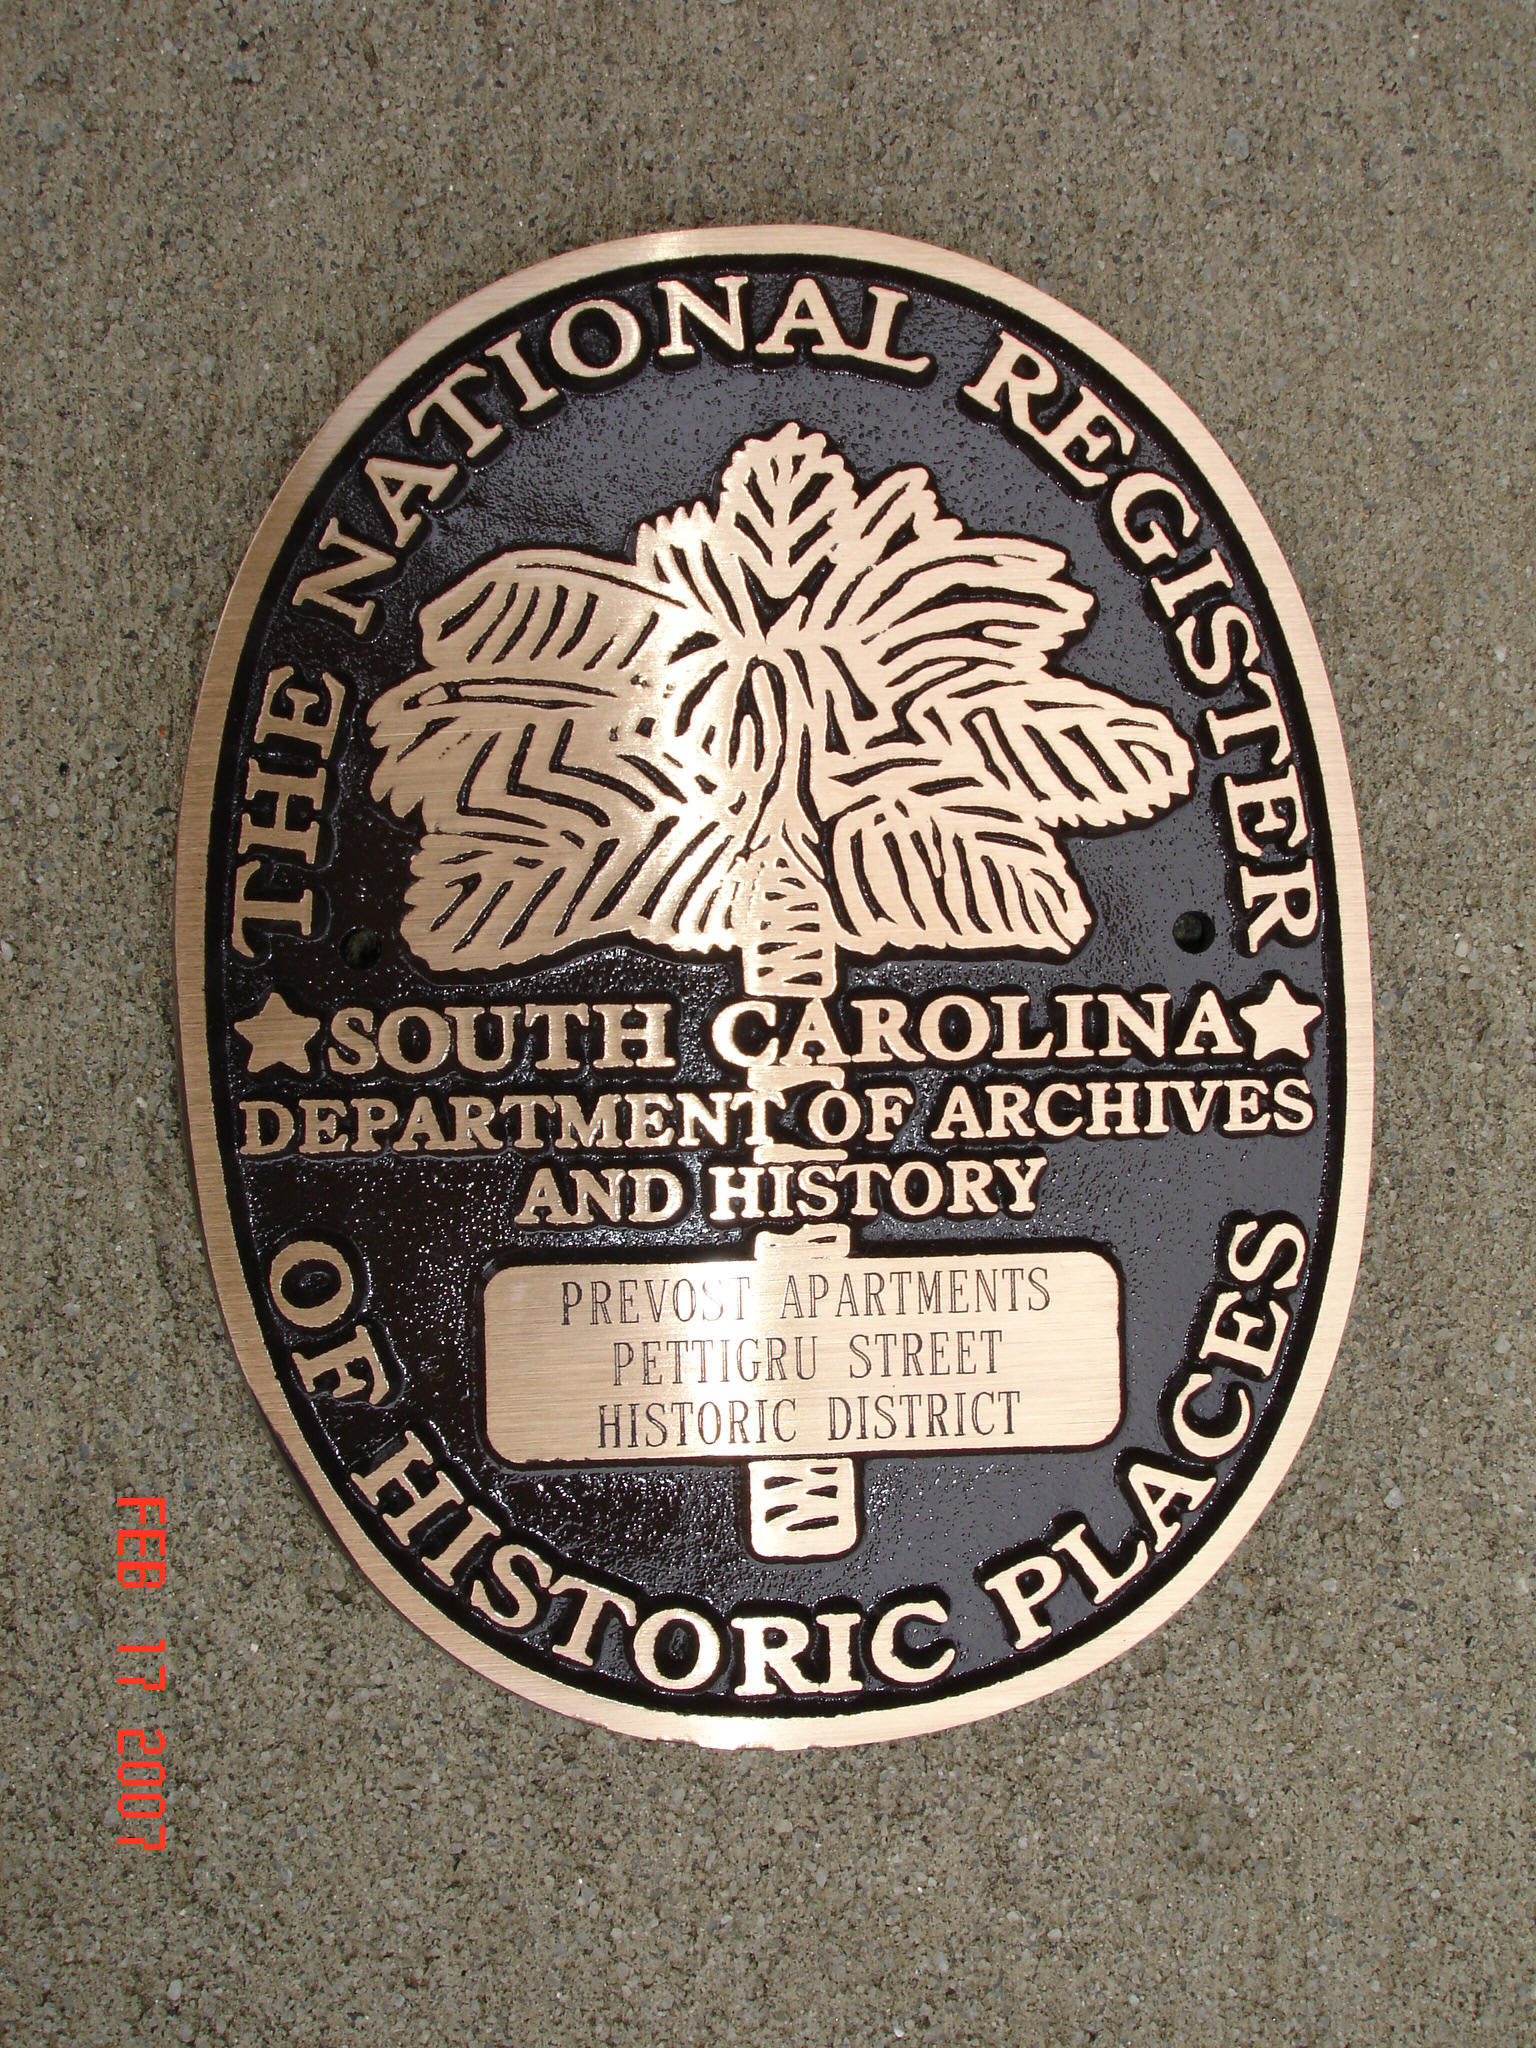 THE NATIONAL REGISTER
SOUTH CAROLINA
DEPARTMENT OF ARCHIVES
AND HISTORY
PREVOST APARTMENTS
PETTIGRU STREET
HISTORIC DISTRICT
OF HISTORIC PLACES
FEB 17 2007